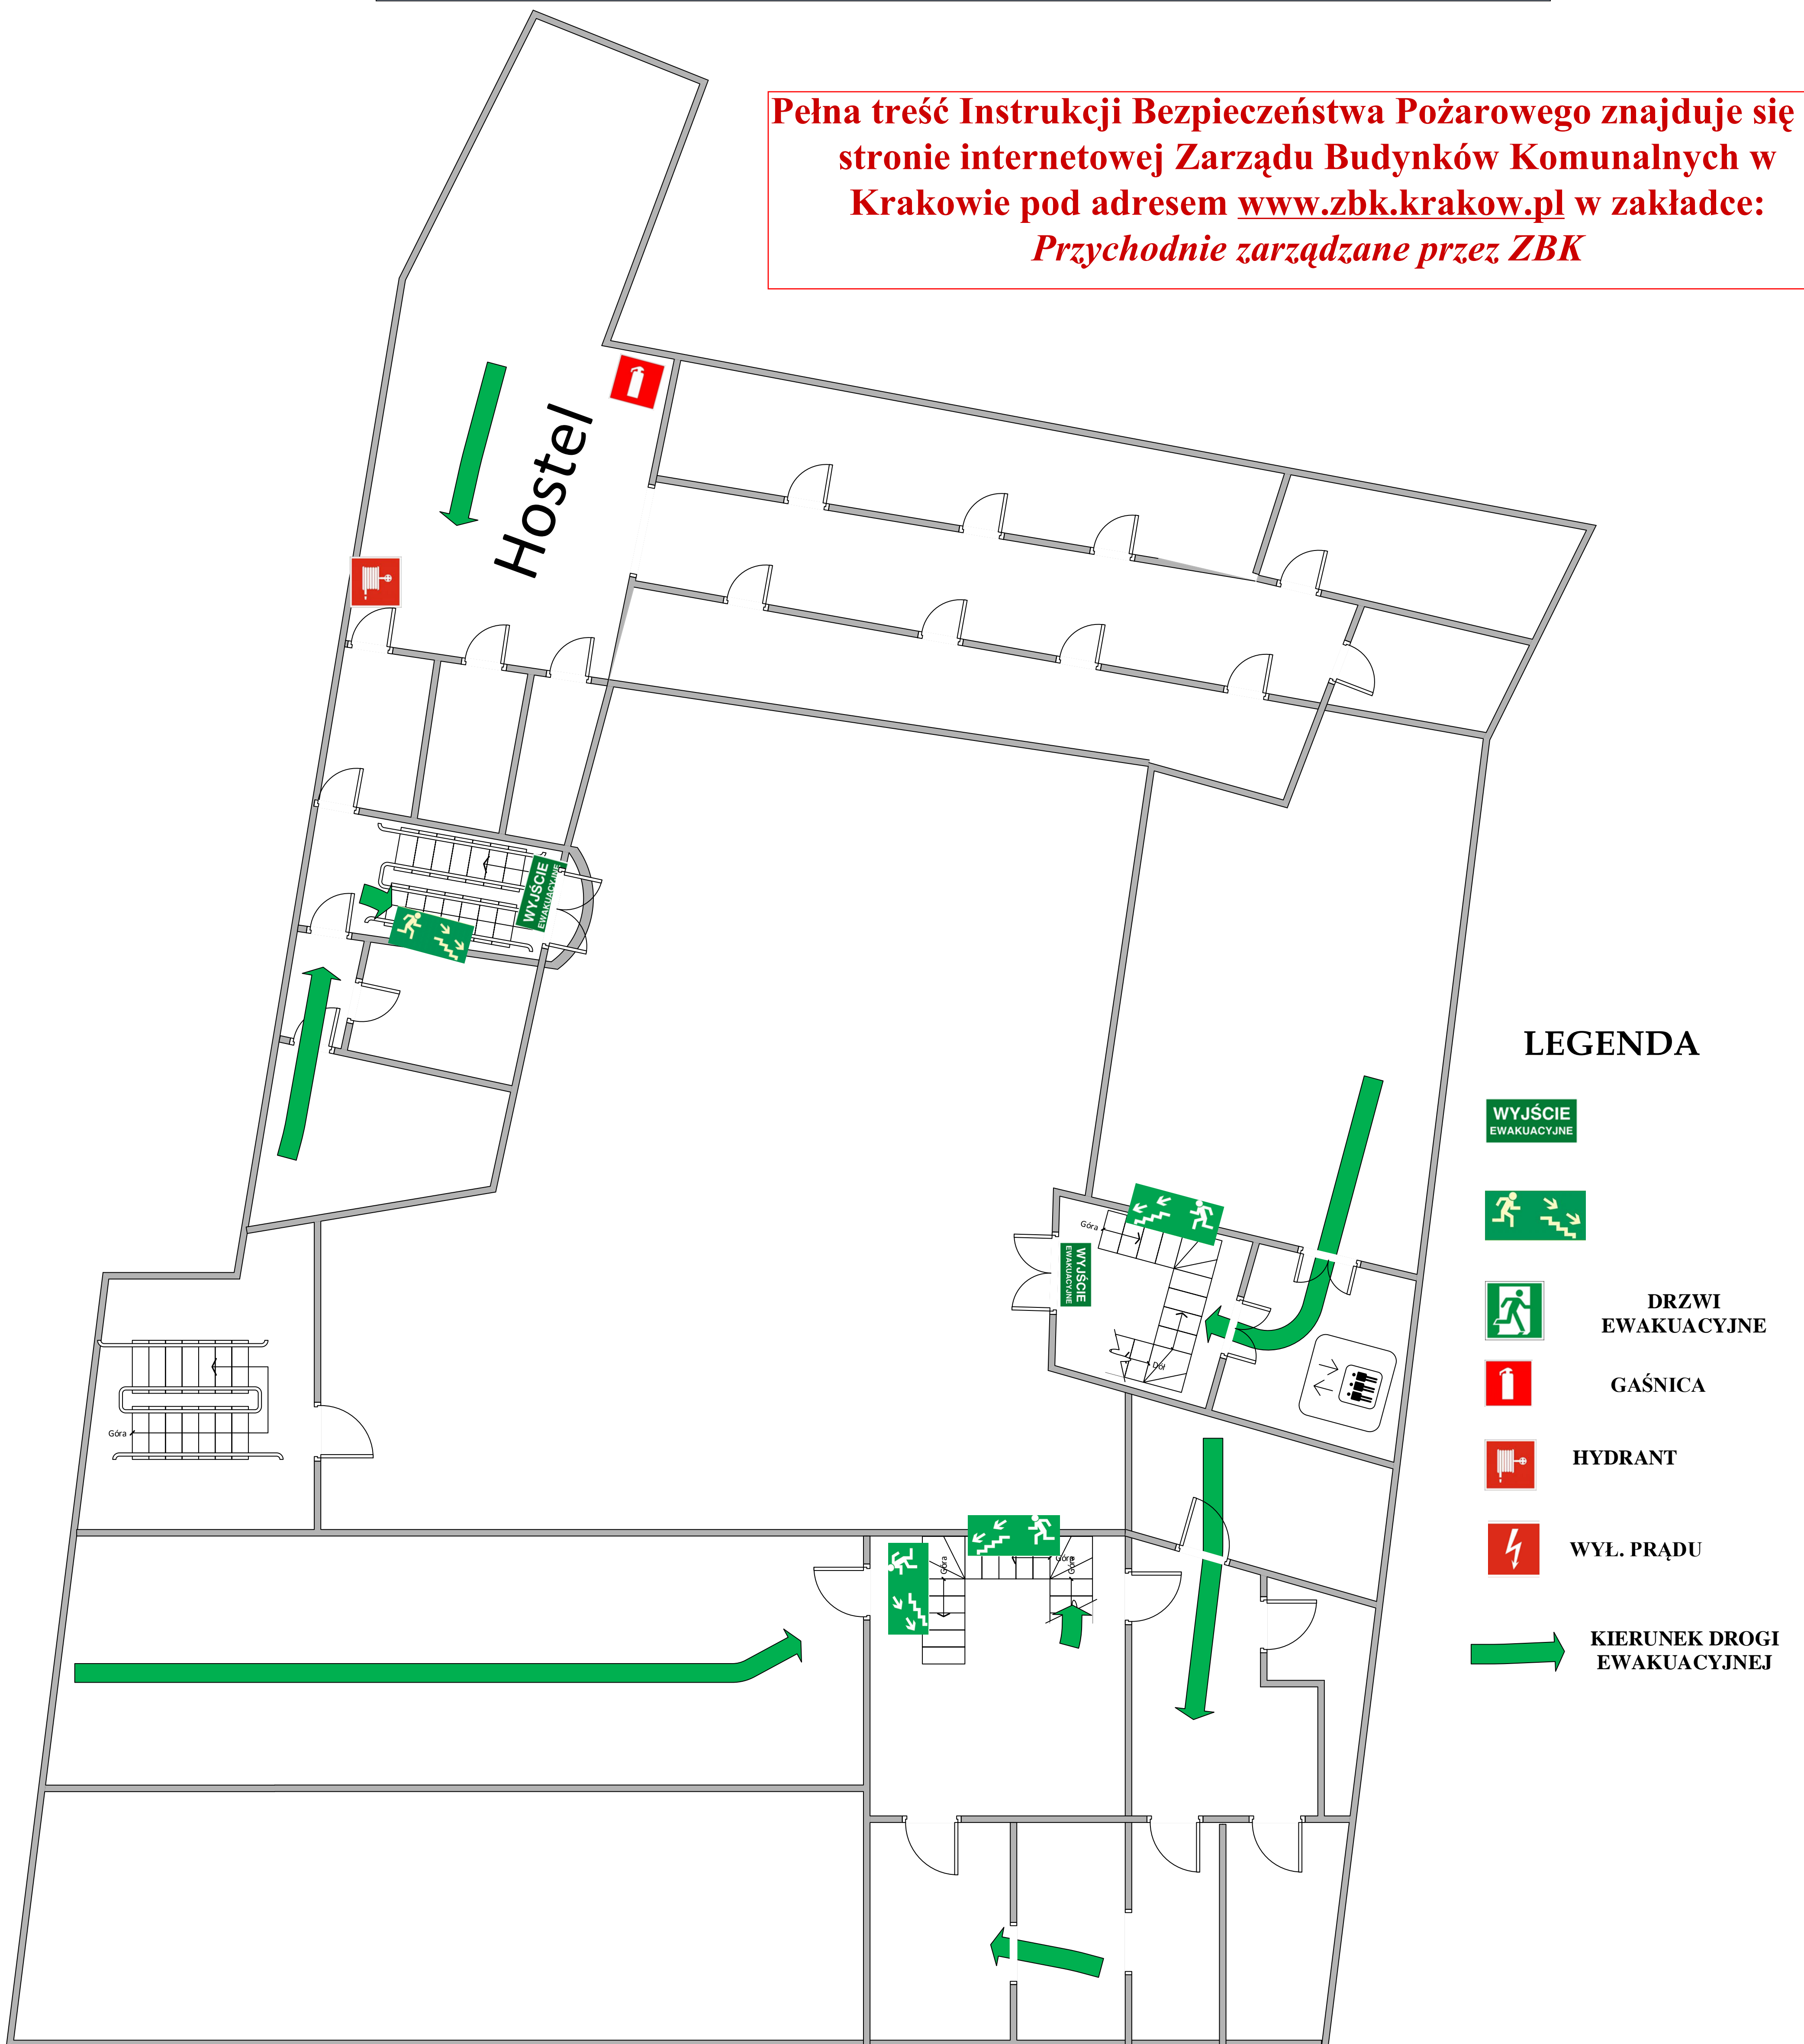 Pełna treść Instrukcji Bezpieczeństwa Pożarowego znajduje się
stronie internetowej Zarządu Budynków Komunalnych w
Krakowie pod adresem www.zbk.krakow.pl w zakładce:
Przychodnie zarządzane przez ZBK
Hostel
WYJŚCIE
EWAKUACYJNE
Góra
WYJŚCIE
EWAKUACYJNE
Dół
Góra
Góra
Góra
Góra
LEGENDA
WYJŚCIE
EWAKUACYJNE
DRZWI
EWAKUACYJNE
GAŚNICA
HYDRANT
WYŁ. PRĄDU
KIERUNEK DROGI
EWAKUACYJNEJ